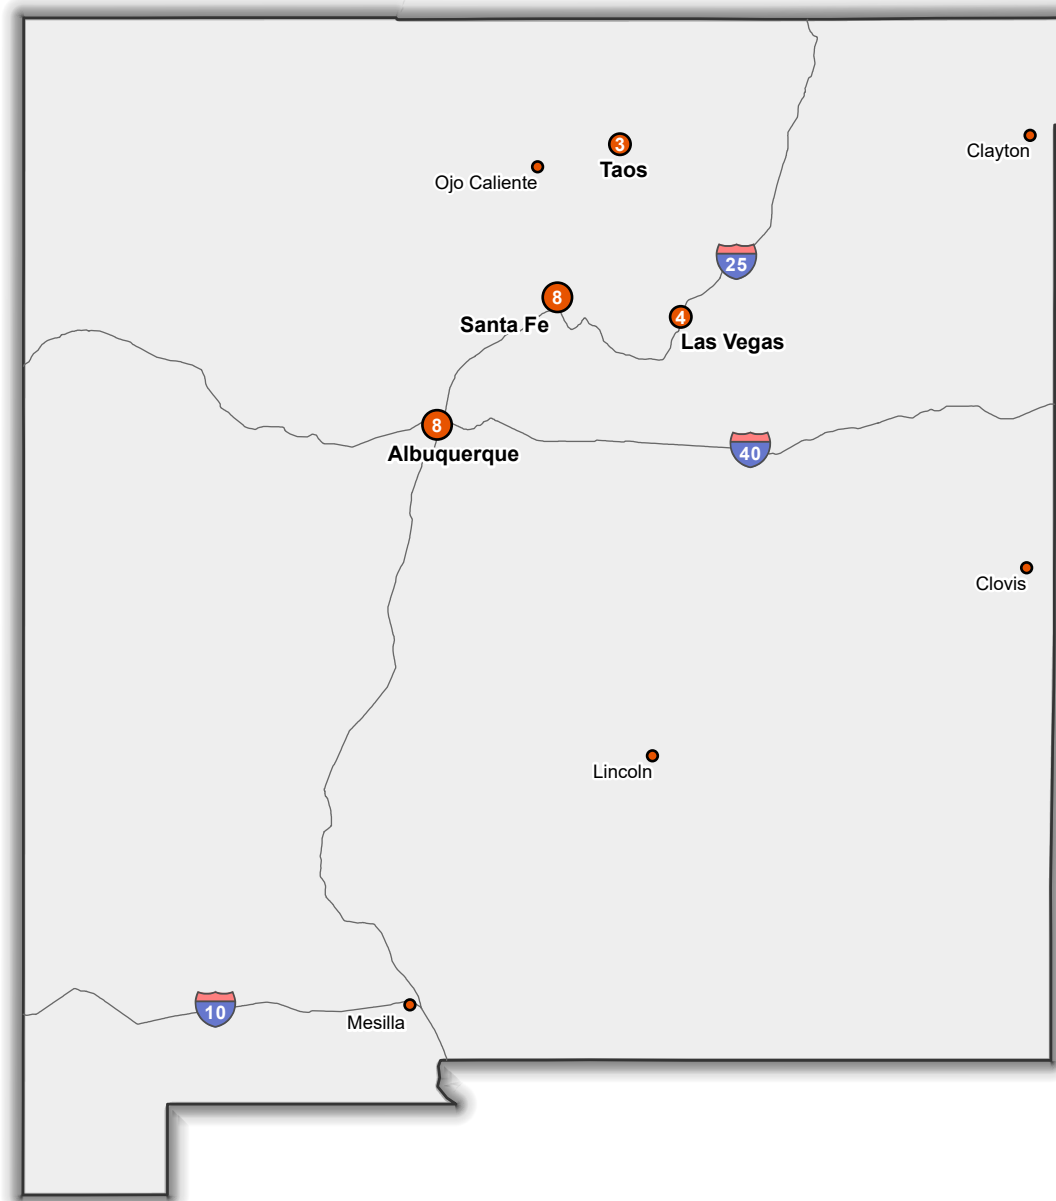 Clayton
3
Taos
Ojo Caliente
25
8
Santa Fe
4
Las Vegas
8
Albuquerque
40
Clovis
Lincoln
10
Mesilla